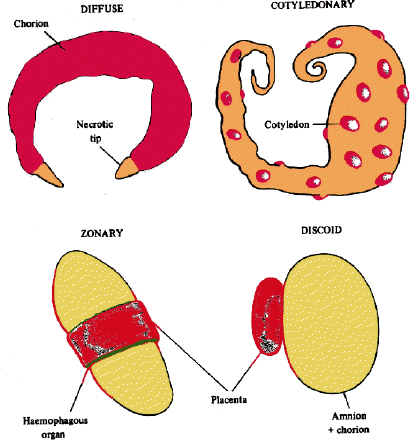 DIFFUSE
COTYLEDONARY
Chorion
Necrotic
tip
Cotyledon
ZONARY
DISCOID
Placenta
Haemophagous
organ
Amnion
+ chorion